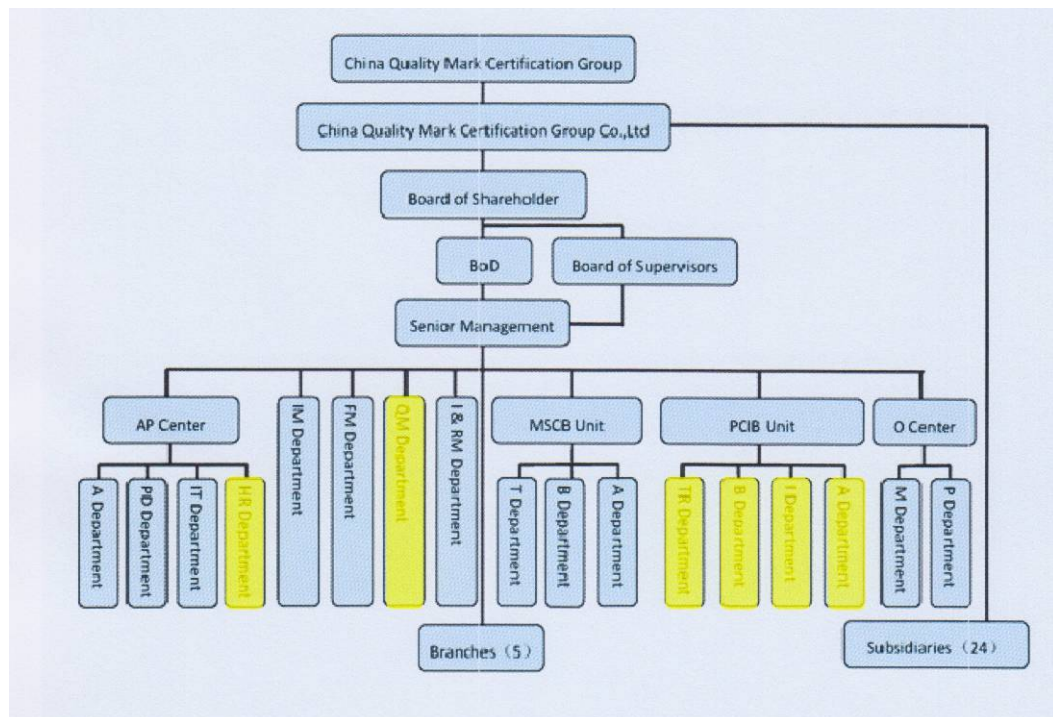 China Quality Mark Certification Group
China Quality Mark Certification Group Co.,Ltd
Board of Shareholder
BoD
Board of Supervisors
Senior Management
AP Center
IM Department
FM Department
QM Department
I & RM Department
MSCB Unit
PCIB Unit
O Center
A Department
PID Department
IT Department
HR Department
T Department
B Department
A Department
TIR Department
B Department
I Department
A Department
M Department
P Department
Branches（5）
Subsidiaries（24）